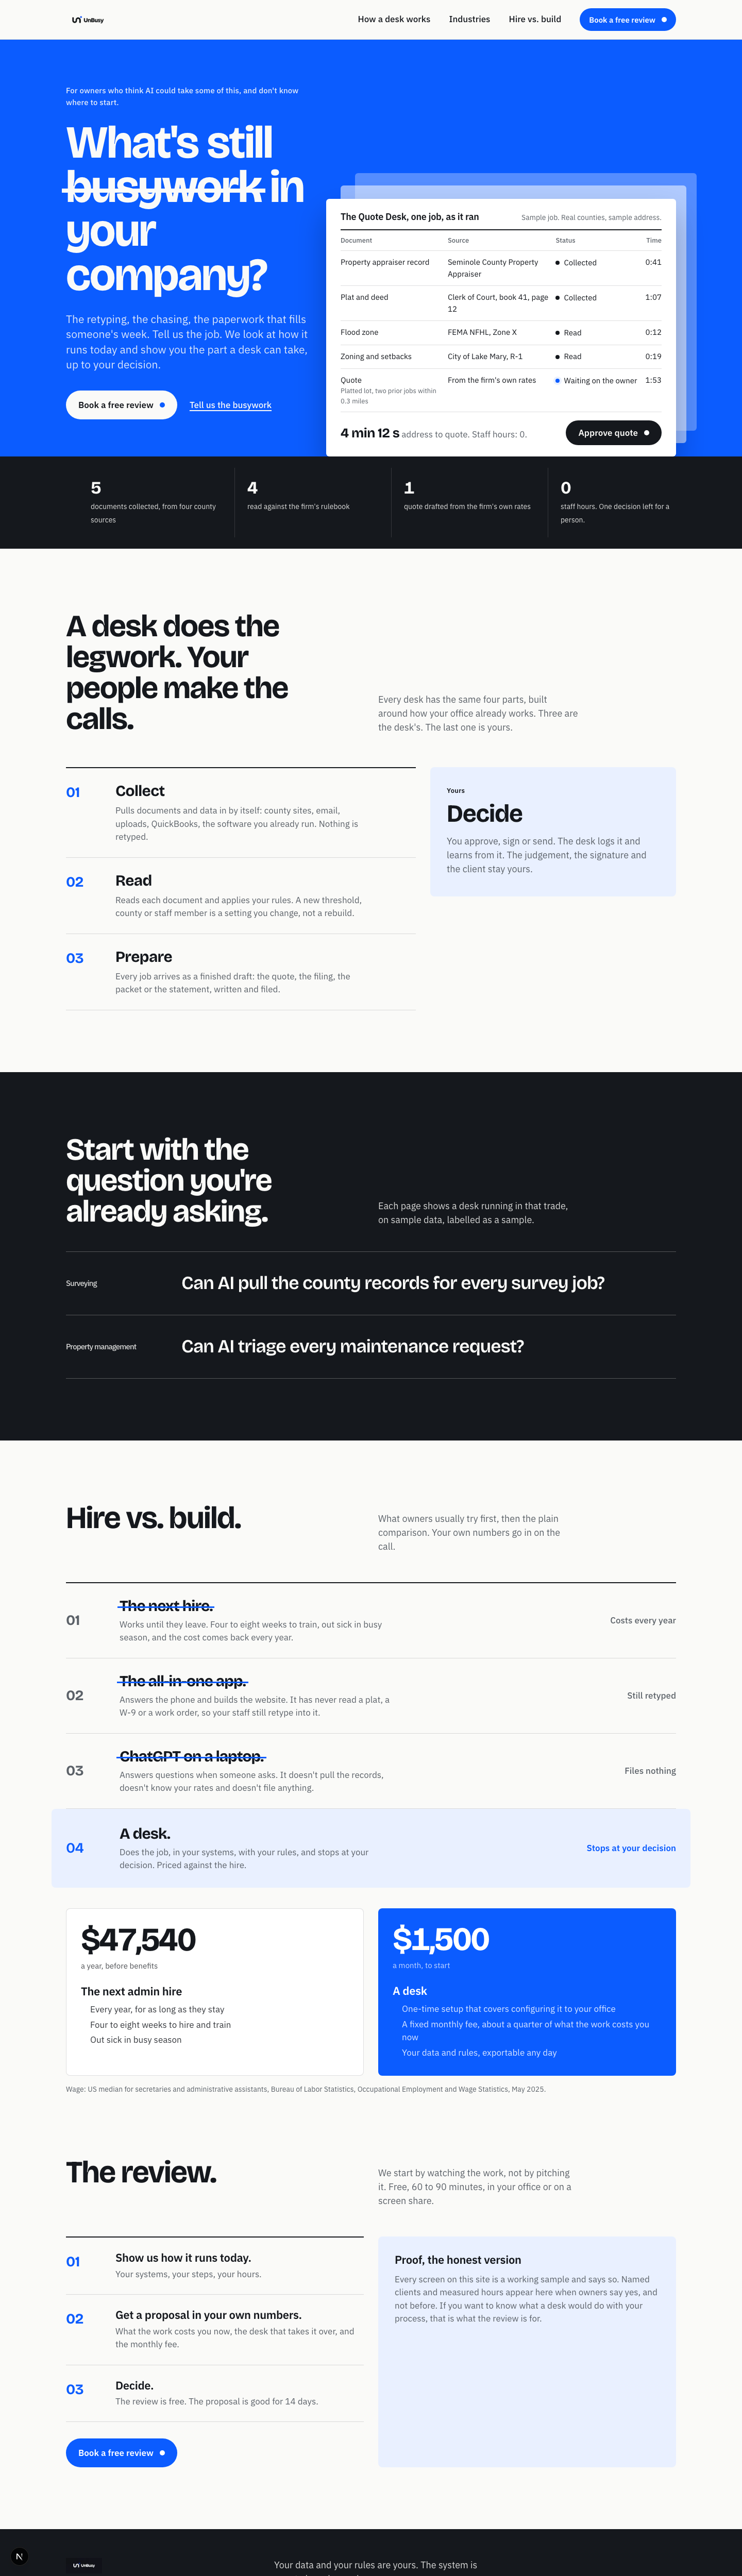 UnBusy
How a desk works
Industries
Hire vs. build
Book a free review
For owners who think AI could take some of this, and don't know
where to start.
What's still
busywork in
your
company?
The retyping, the chasing, the paperwork that fills
someone's week. Tell us the job. We look at how it
runs today and show you the part a desk can take,
up to your decision.
Book a free review
Tell us the busywork
The Quote Desk, one job, as it ran
Sample job. Real counties, sample address.
Document Source Status Time
Property appraiser record Seminole County Property Collected 0:41
Appraiser
Plat and deed Clerk of Court, book 41, page Collected 1:07
12
Flood zone FEMA NFHL, Zone X Read 0:12
Zoning and setbacks City of Lake Mary, R-1 Read 0:19
Quote From the firm's own rates Waiting on the owner 1:53
Platted lot, two prior jobs within
0.3 miles
4 min 12 s address to quote. Staff hours: 0.
Approve quote
5
documents collected, from four county
sources
4
read against the firm's rulebook
1
quote drafted from the firm's own rates
0
staff hours. One decision left for a
person.
A desk does the
legwork. Your
people make the
calls.
Every desk has the same four parts, built
around how your office already works. Three are
the desk's. The last one is yours.
01
Collect
Pulls documents and data in by itself: county sites, email,
uploads, QuickBooks, the software you already run. Nothing is
retyped.
02
Read
Reads each document and applies your rules. A new threshold,
county or staff member is a setting you change, not a rebuild.
03
Prepare
Every job arrives as a finished draft: the quote, the filing, the
packet or the statement, written and filed.
Yours
Decide
You approve, sign or send. The desk logs it and
learns from it. The judgement, the signature and
the client stay yours.
Start with the
question you're
already asking.
Each page shows a desk running in that trade,
on sample data, labelled as a sample.
Surveying
Can AI pull the county records for every survey job?
Property management
Can AI triage every maintenance request?
Hire vs. build.
What owners usually try first, then the plain
comparison. Your own numbers go in on the
call.
01
The next hire.
Works until they leave. Four to eight weeks to train, out sick in busy
season, and the cost comes back every year.
Costs every year
02
The all-in-one app.
Answers the phone and builds the website. It has never read a plat, a
W-9 or a work order, so your staff still retype into it.
Still retyped
03
ChatGPT on a laptop.
Answers questions when someone asks. It doesn't pull the records,
doesn't know your rates and doesn't file anything.
Files nothing
04
A desk.
Does the job, in your systems, with your rules, and stops at your
decision. Priced against the hire.
Stops at your decision
$47,540
a year, before benefits
The next admin hire
Every year, for as long as they stay
Four to eight weeks to hire and train
Out sick in busy season
$1,500
a month, to start
A desk
One-time setup that covers configuring it to your office
A fixed monthly fee, about a quarter of what the work costs you
now
Your data and rules, exportable any day
Wage: US median for secretaries and administrative assistants, Bureau of Labor Statistics, Occupational Employment and Wage Statistics, May 2025.
The review.
We start by watching the work, not by pitching
it. Free, 60 to 90 minutes, in your office or on a
screen share.
01
Show us how it runs today.
Your systems, your steps, your hours.
02
Get a proposal in your own numbers.
What the work costs you now, the desk that takes it over, and
the monthly fee.
03
Decide.
The review is free. The proposal is good for 14 days.
Book a free review
Proof, the honest version
Every screen on this site is a working sample and says so. Named
clients and measured hours appear here when owners say yes, and
not before. If you want to know what a desk would do with your
process, that is what the review is for.
N
UnBusy
Your data and your rules are yours. The system is